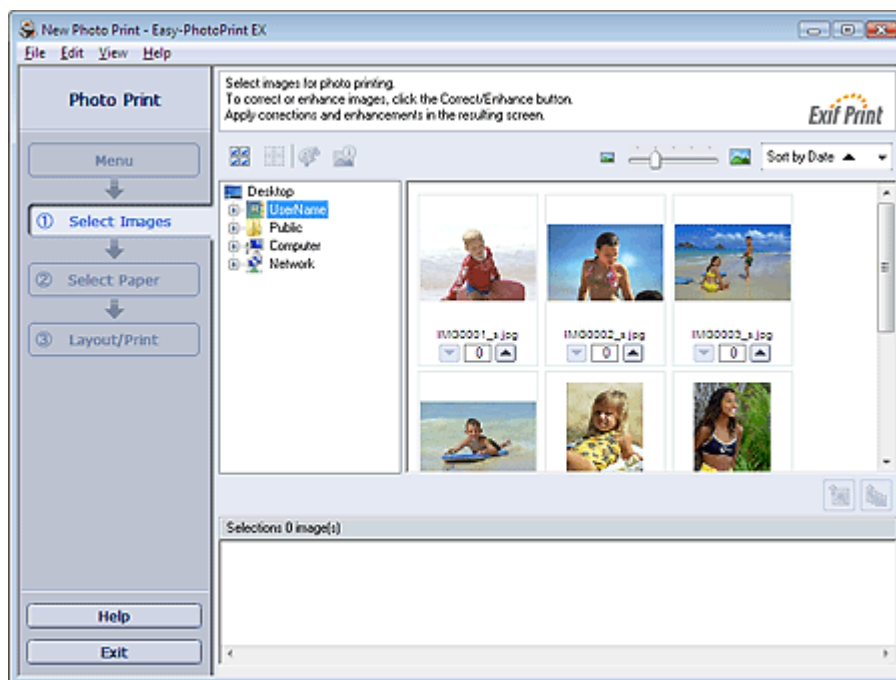 New Photo Print - Easy-PhotoPrint EX
File Edit View Help
Photo Print
Menu
① Select Images
② Select Paper
③ Layout/Print
Help
Exit
Select images for photo printing.
To correct or enhance images, click the Correct/Enhance button.
Apply corrections and enhancements in the resulting screen.
Exif Print
Sort by Date
Desktop
UserName
Public
Computer
Network
IMG0001_s.jpg IMG0002_s.jpg IMG0003_s.jpg
0 0 0
Selections 0 image(s)